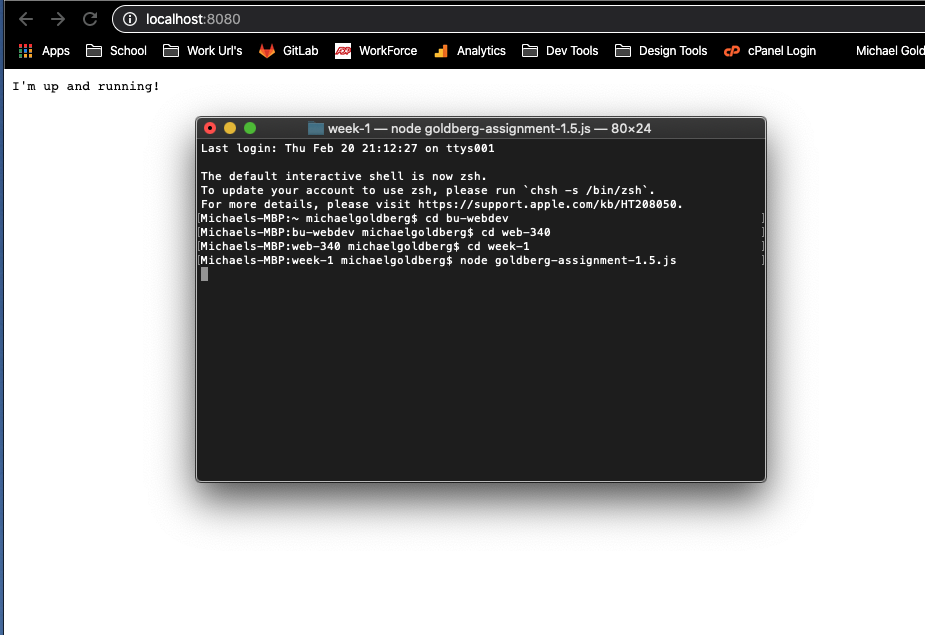 localhost:8080
Apps School Work Url's GitLab ADP WorkForce Analytics Dev Tools Design Tools cP cPanel Login Michael Gold
I'm up and running!
week-1 — node goldberg-assignment-1.5.js — 80×24
Last login: Thu Feb 20 21:12:27 on ttys001
The default interactive shell is now zsh.
To update your account to use zsh, please run `chsh -s /bin/zsh`.
For more details, please visit https://support.apple.com/kb/HT208050.
[Michaels-MBP:~ michaelgoldberg$ cd bu-webdev ]
[Michaels-MBP:bu-webdev michaelgoldberg$ cd web-340 ]
[Michaels-MBP:web-340 michaelgoldberg$ cd week-1 ]
[Michaels-MBP:week-1 michaelgoldberg$ node goldberg-assignment-1.5.js ]